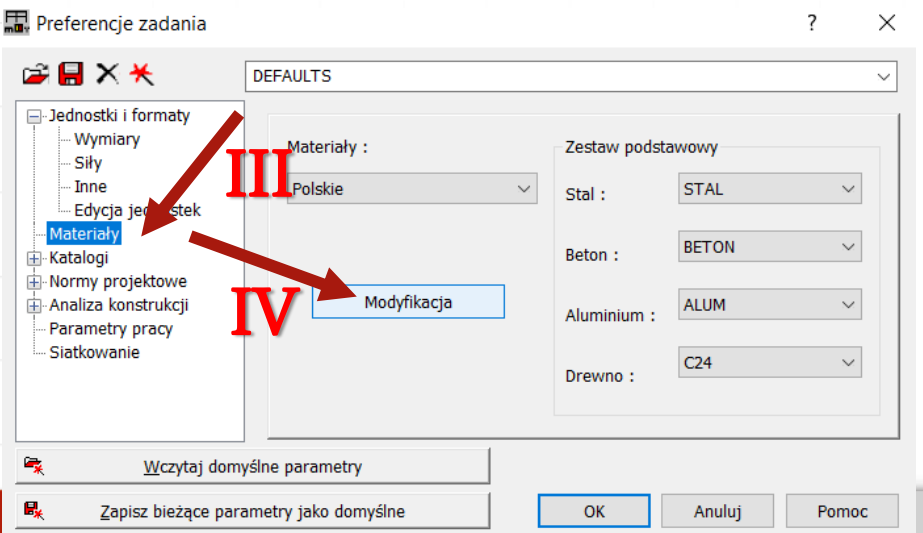 Preferencje zadania
DEFAULTS
Jednostki i formaty
Wymiary
Siły
Inne
Edycja jednostek
Materiały
Katalogi
Normy projektowe
Analiza konstrukcji
Parametry pracy
Siatkowanie
III
IV
Materiały :
Polskie
Modyfikacja
Zestaw podstawowy
Stal : STAL
Beton : BETON
Aluminium : ALUM
Drewno : C24
Wczytaj domyślne parametry
Zapisz bieżące parametry jako domyślne
OK Anuluj Pomoc